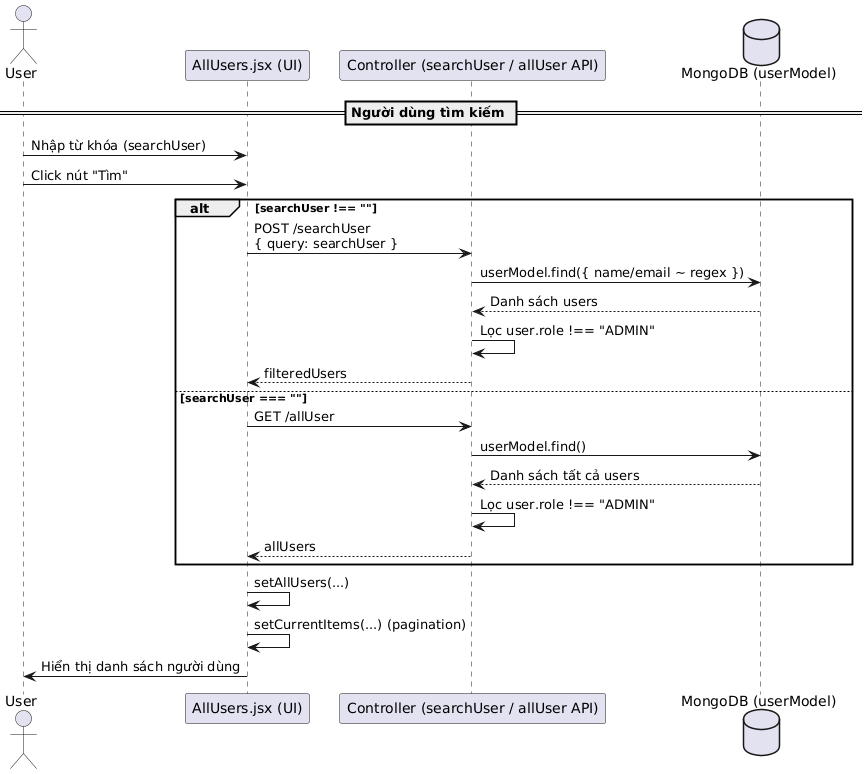 User
AllUsers.jsx (UI)
Controller (searchUser / allUser API)
MongoDB (userModel)
Người dùng tìm kiếm
Nhập từ khóa (searchUser)
Click nút "Tìm"
alt
[searchUser !== ""]
POST /searchUser
{ query: searchUser }
userModel.find({ name/email ~ regex })
Danh sách users
Lọc user.role !== "ADMIN"
filteredUsers
[searchUser === ""]
GET /allUser
userModel.find()
Danh sách tất cả users
Lọc user.role !== "ADMIN"
allUsers
setAllUsers(...)
setCurrentItems(...) (pagination)
Hiển thị danh sách người dùng
User
AllUsers.jsx (UI)
Controller (searchUser / allUser API)
MongoDB (userModel)